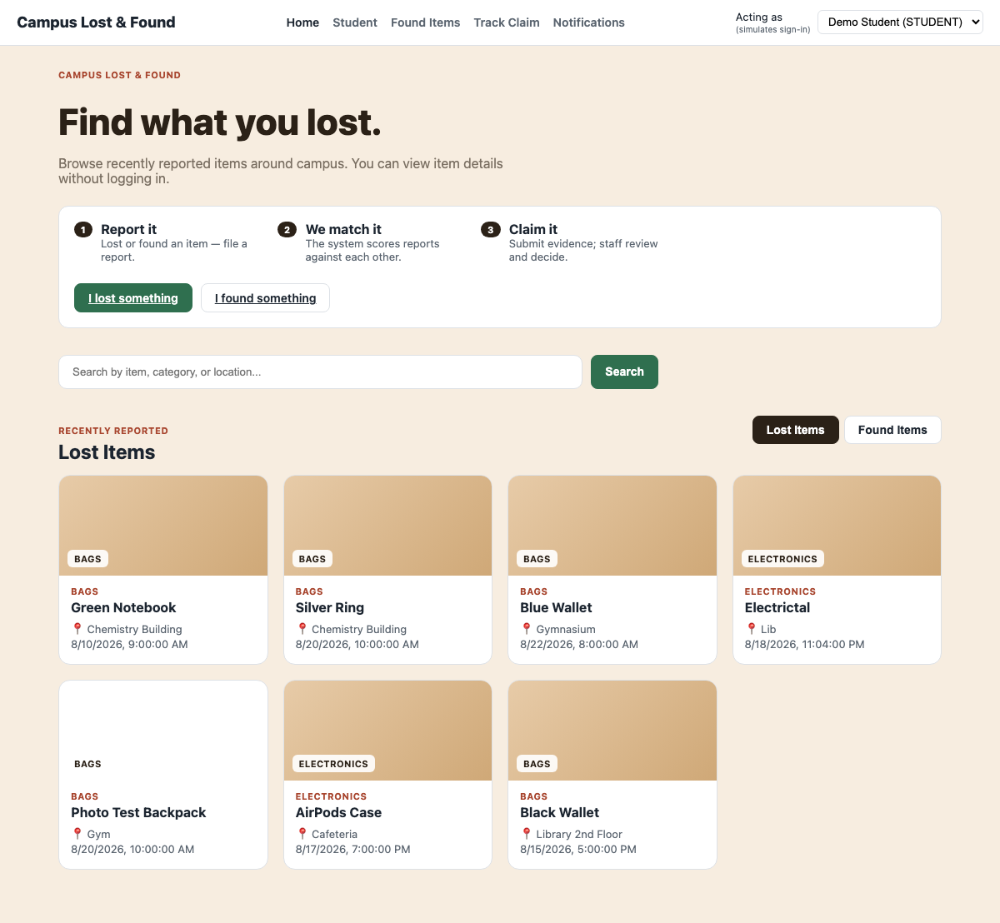 Campus Lost & Found
Home
Student
Found Items
Track Claim
Notifications
Acting as
(simulates sign-in)
Demo Student (STUDENT)
CAMPUS LOST & FOUND
Find what you lost.
Browse recently reported items around campus. You can view item details
without logging in.
1
Report it
Lost or found an item — file a
report.
2
We match it
The system scores reports
against each other.
3
Claim it
Submit evidence; staff review
and decide.
I lost something
I found something
Search by item, category, or location...
Search
RECENTLY REPORTED
Lost Items
Lost Items
Found Items
BAGS
BAGS
Green Notebook
Chemistry Building
8/10/2026, 9:00:00 AM
BAGS
BAGS
Silver Ring
Chemistry Building
8/20/2026, 10:00:00 AM
BAGS
BAGS
Blue Wallet
Gymnasium
8/22/2026, 8:00:00 AM
ELECTRONICS
ELECTRONICS
Electrictal
Lib
8/18/2026, 11:04:00 PM
BAGS
BAGS
Photo Test Backpack
Gym
8/20/2026, 10:00:00 AM
ELECTRONICS
ELECTRONICS
AirPods Case
Cafeteria
8/17/2026, 7:00:00 PM
BAGS
BAGS
Black Wallet
Library 2nd Floor
8/15/2026, 5:00:00 PM